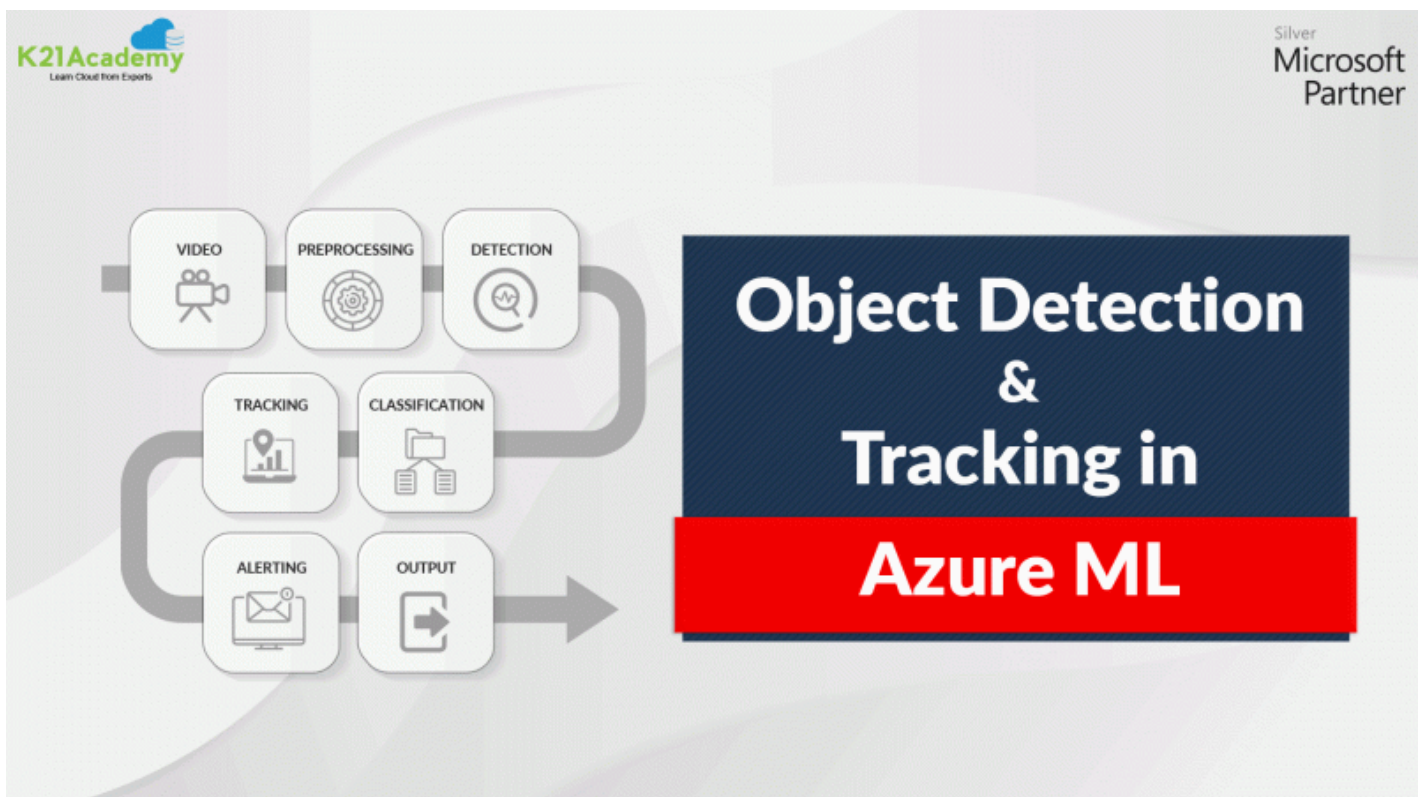 K21Academy
Learn Cloud from Experts
Silver
Microsoft
Partner
VIDEO
PREPROCESSING
DETECTION
TRACKING
CLASSIFICATION
ALERTING
OUTPUT
Object Detection
&
Tracking in
Azure ML